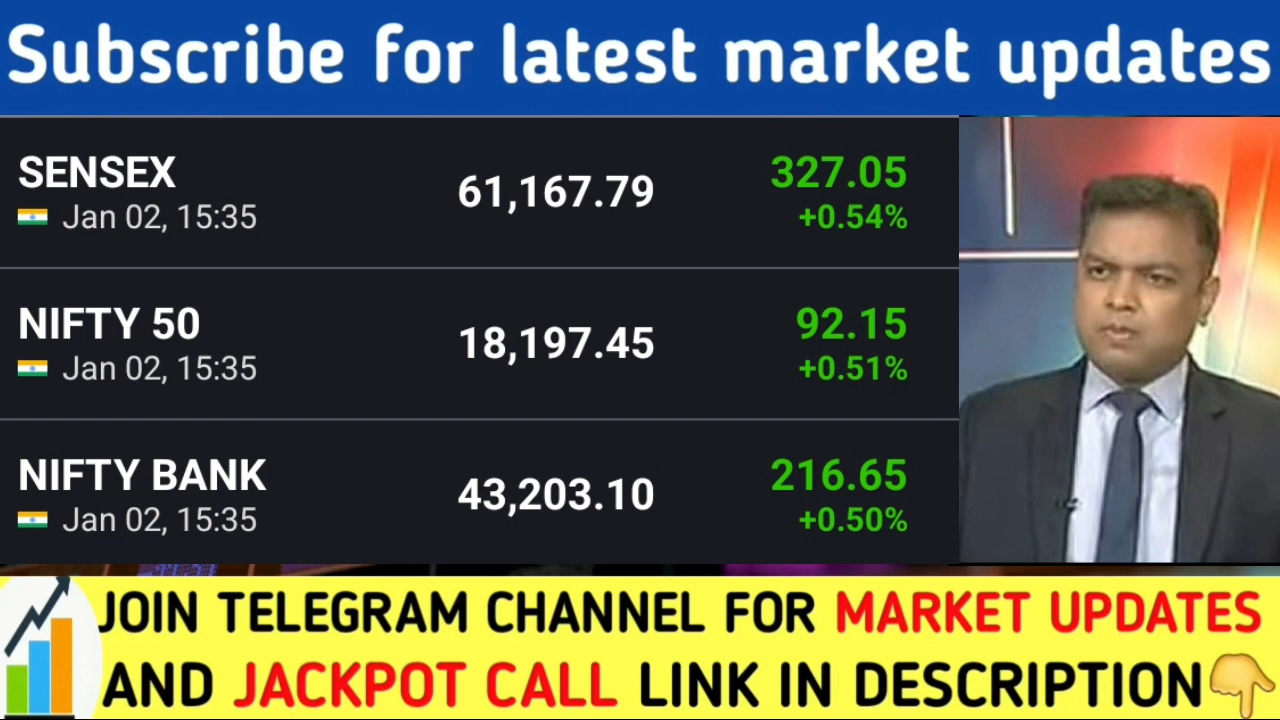 Subscribe for latest market updates
SENSEX
61,167.79
327.05
Jan 02, 15:35
+0.54%
NIFTY 50
18,197.45
92.15
Jan 02, 15:35
+0.51%
NIFTY BANK
43,203.10
216.65
Jan 02, 15:35
+0.50%
JOIN TELEGRAM CHANNEL FOR MARKET UPDATES
AND JACKPOT CALL LINK IN DESCRIPTION